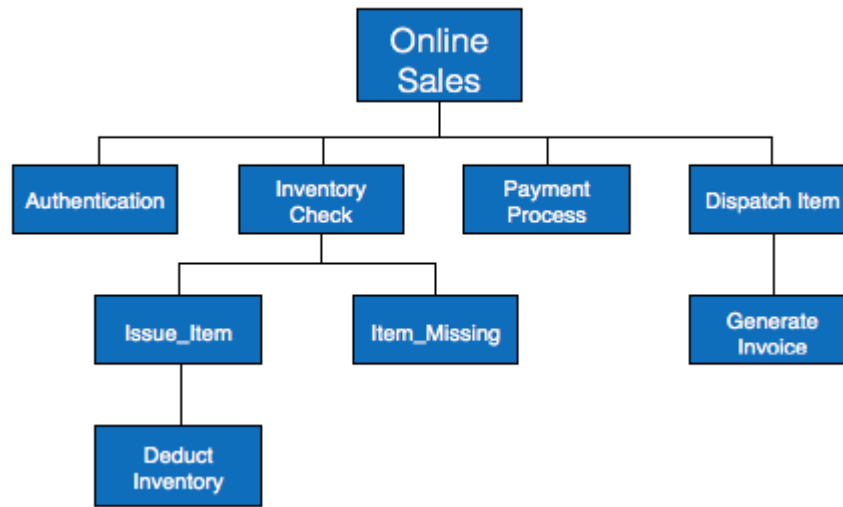 Online
Sales
Authentication
Inventory
Check
Payment
Process
Dispatch Item
Issue_Item
Item_Missing
Generate
Invoice
Deduct
Inventory